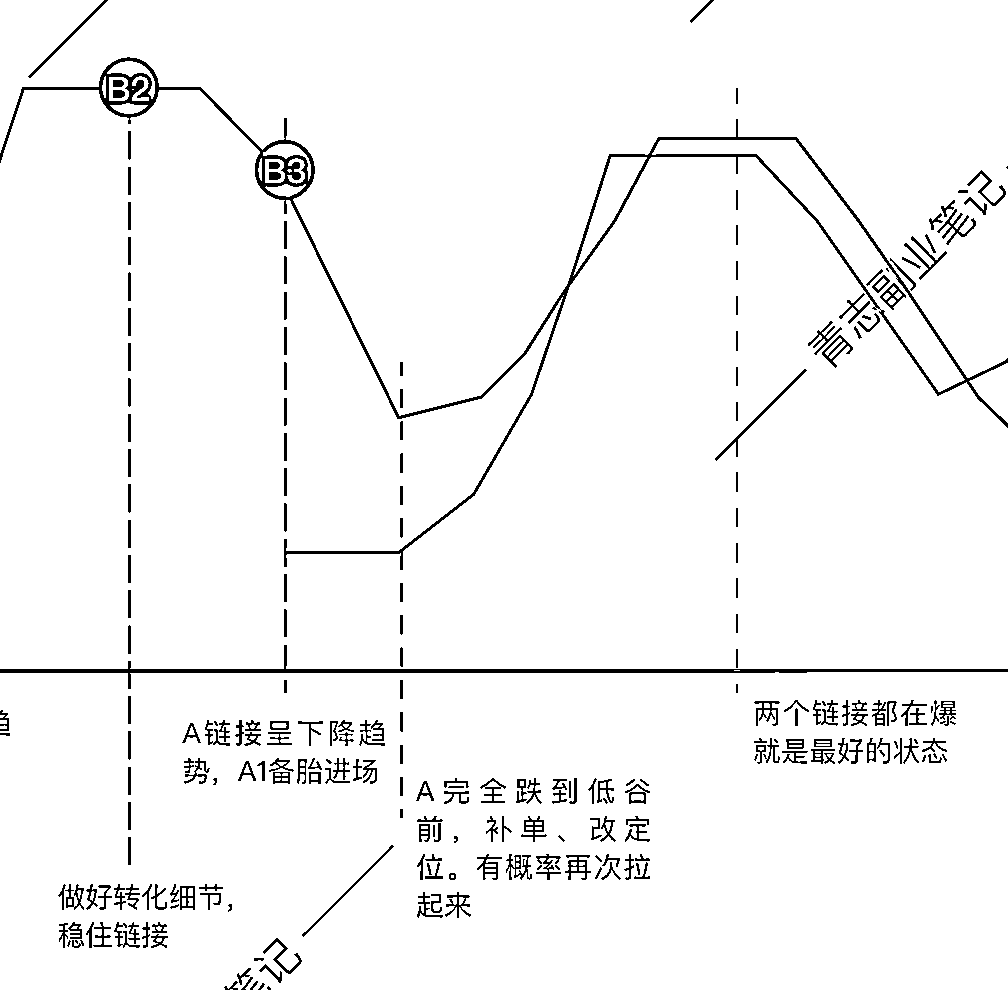 B2
B3
青志副业笔记
趋
A链接呈下降趋
势，A1备胎进场
两个链接都在爆
就是最好的状态
A完全跌到低谷
前，补单、改定
位。有概率再次拉
起来
做好转化细节，
稳住链接
笔记